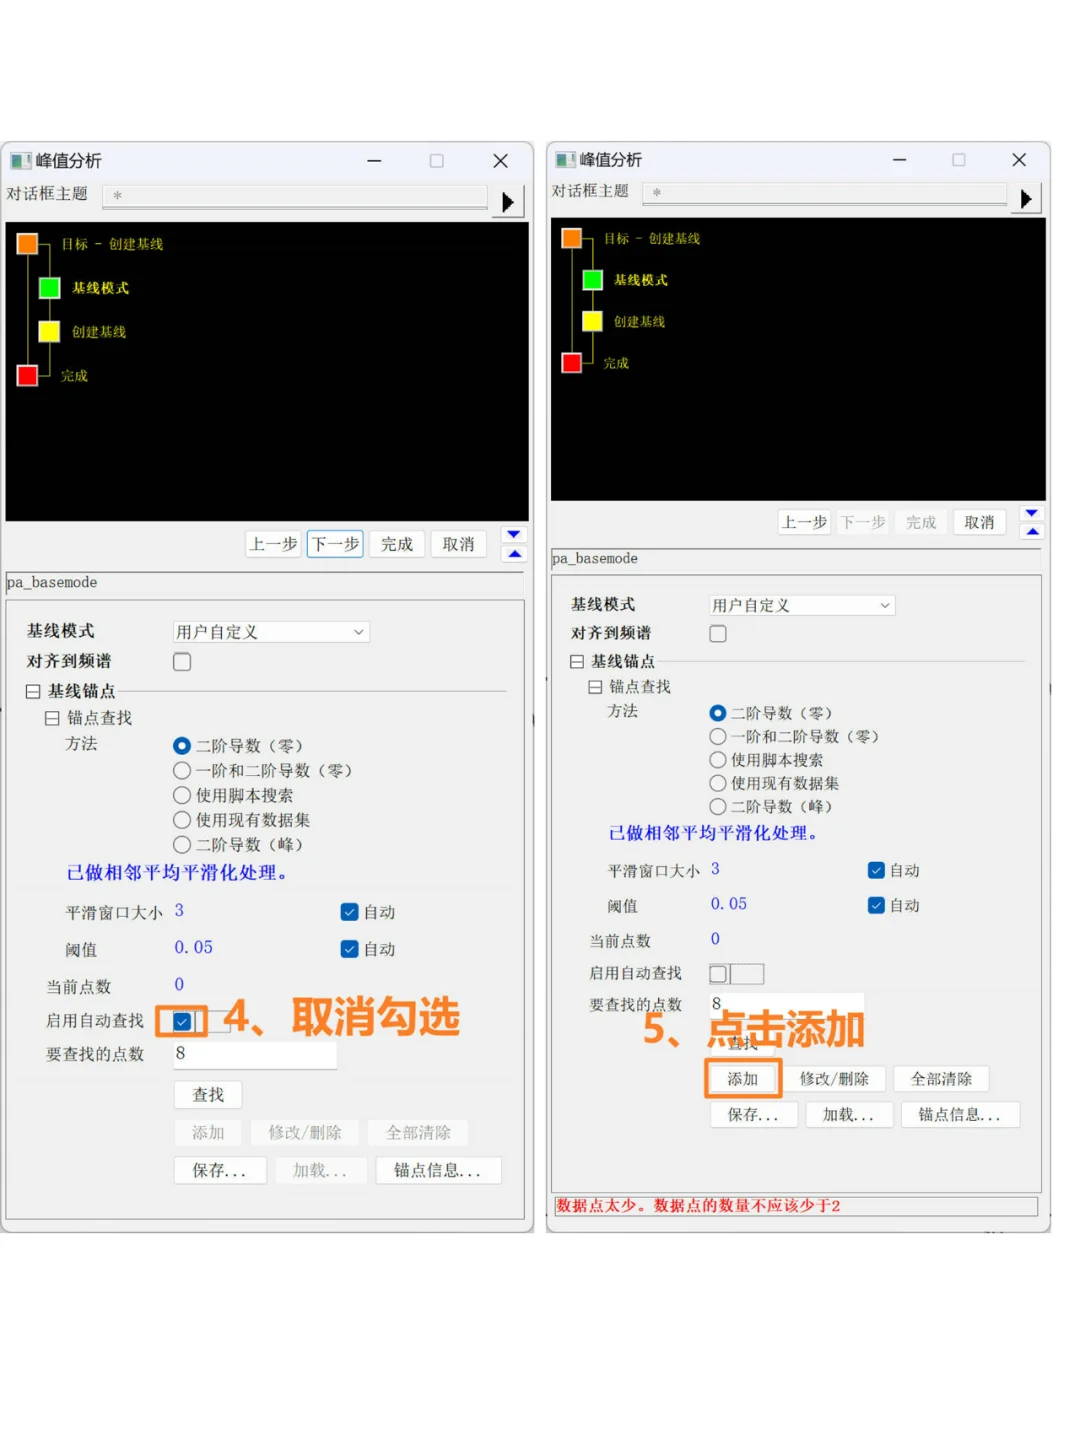 峰值分析
对话框主题 *
目标 - 创建基线
基线模式
创建基线
完成
上一步 下一步 完成 取消
pa_basemode
基线模式 用户自定义
对齐到频谱
基线锚点
锚点查找
方法
二阶导数（零）
一阶和二阶导数（零）
使用脚本搜索
使用现有数据集
二阶导数（峰）
已做相邻平均平滑化处理。
平滑窗口大小 3 自动
阈值 0.05 自动
当前点数 0
启用自动查找
4、取消勾选
要查找的点数 8
查找
添加 修改/删除 全部清除
保存... 加载... 锚点信息...
峰值分析
对话框主题 *
目标 - 创建基线
基线模式
创建基线
完成
上一步 下一步 完成 取消
pa_basemode
基线模式 用户自定义
对齐到频谱
基线锚点
锚点查找
方法
二阶导数（零）
一阶和二阶导数（零）
使用脚本搜索
使用现有数据集
二阶导数（峰）
已做相邻平均平滑化处理。
平滑窗口大小 3 自动
阈值 0.05 自动
当前点数 0
启用自动查找
要查找的点数 8
5、点击添加
查找
添加 修改/删除 全部清除
保存... 加载... 锚点信息...
数据点太少。数据点的数量不应该少于2